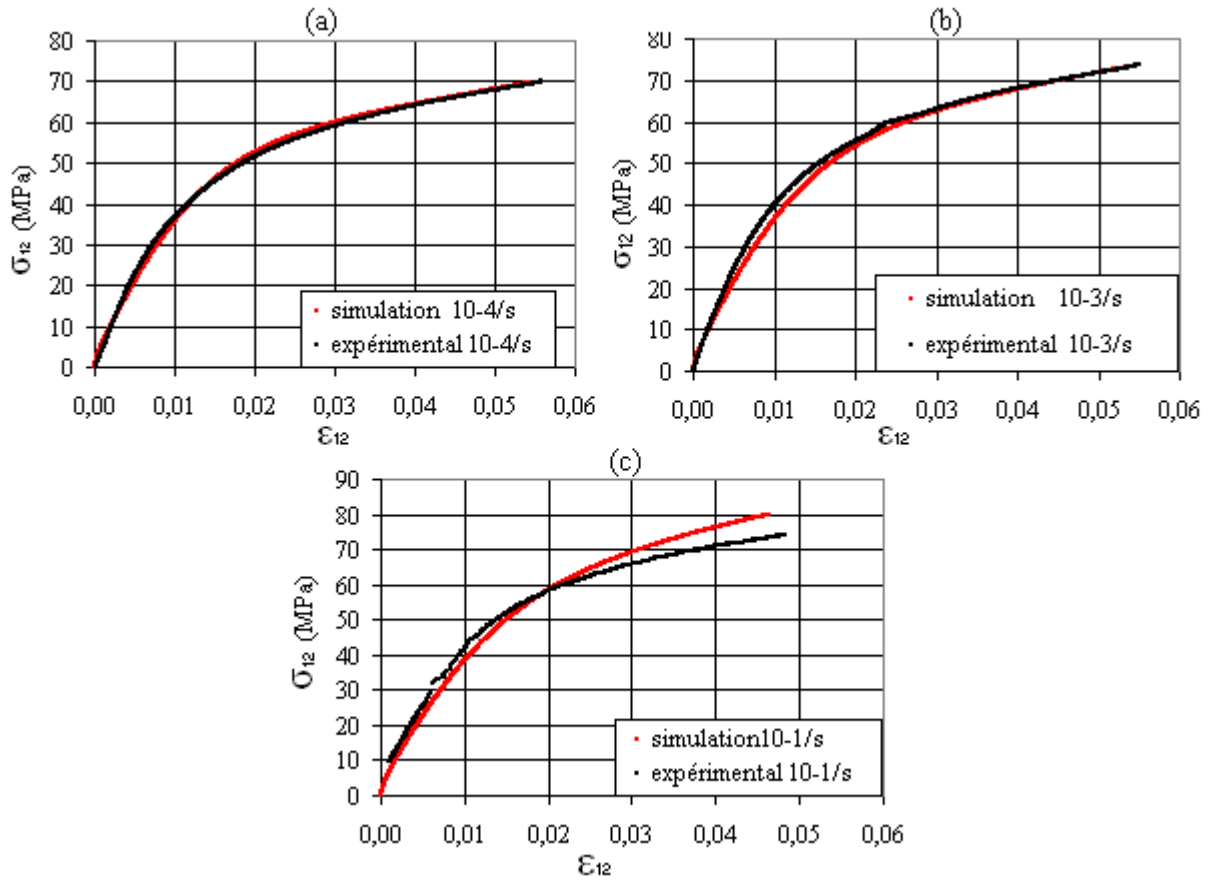 (a)
80
70
60
50
40
30
20
10
0
σ12 (MPa)
simulation 10-4/s
expérimental 10-4/s
0,00 0,01 0,02 0,03 0,04 0,05 0,06
ε12
(b)
80
70
60
50
40
30
20
10
0
σ12 (MPa)
simulation 10-3/s
expérimental 10-3/s
0,00 0,01 0,02 0,03 0,04 0,05 0,06
ε12
(c)
90
80
70
60
50
40
30
20
10
0
σ12 (MPa)
simulation10-1/s
expérimental 10-1/s
0,00 0,01 0,02 0,03 0,04 0,05 0,06
ε12